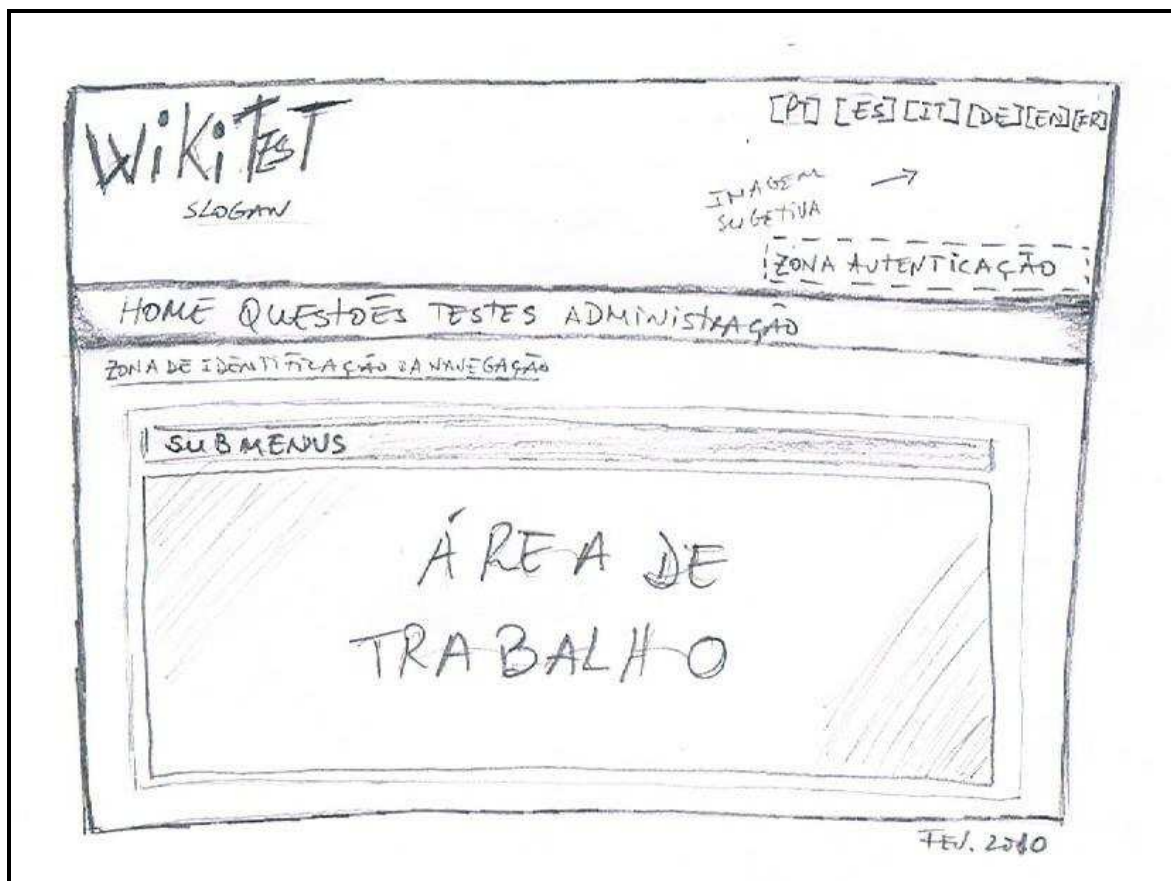 WiKiTEST
SLOGAN
[PT] [ES] [IT] [DE] [EN] [FR]
IMAGEM
SUGETIVA
ZONA AUTENTICAÇÃO
HOME QUESTÕES TESTES ADMINISTRAÇÃO
ZONA DE IDENTIFICAÇÃO DA NAVEGAÇÃO
SUBMENUS
ÁREA DE
TRABALHO
FEV. 2010